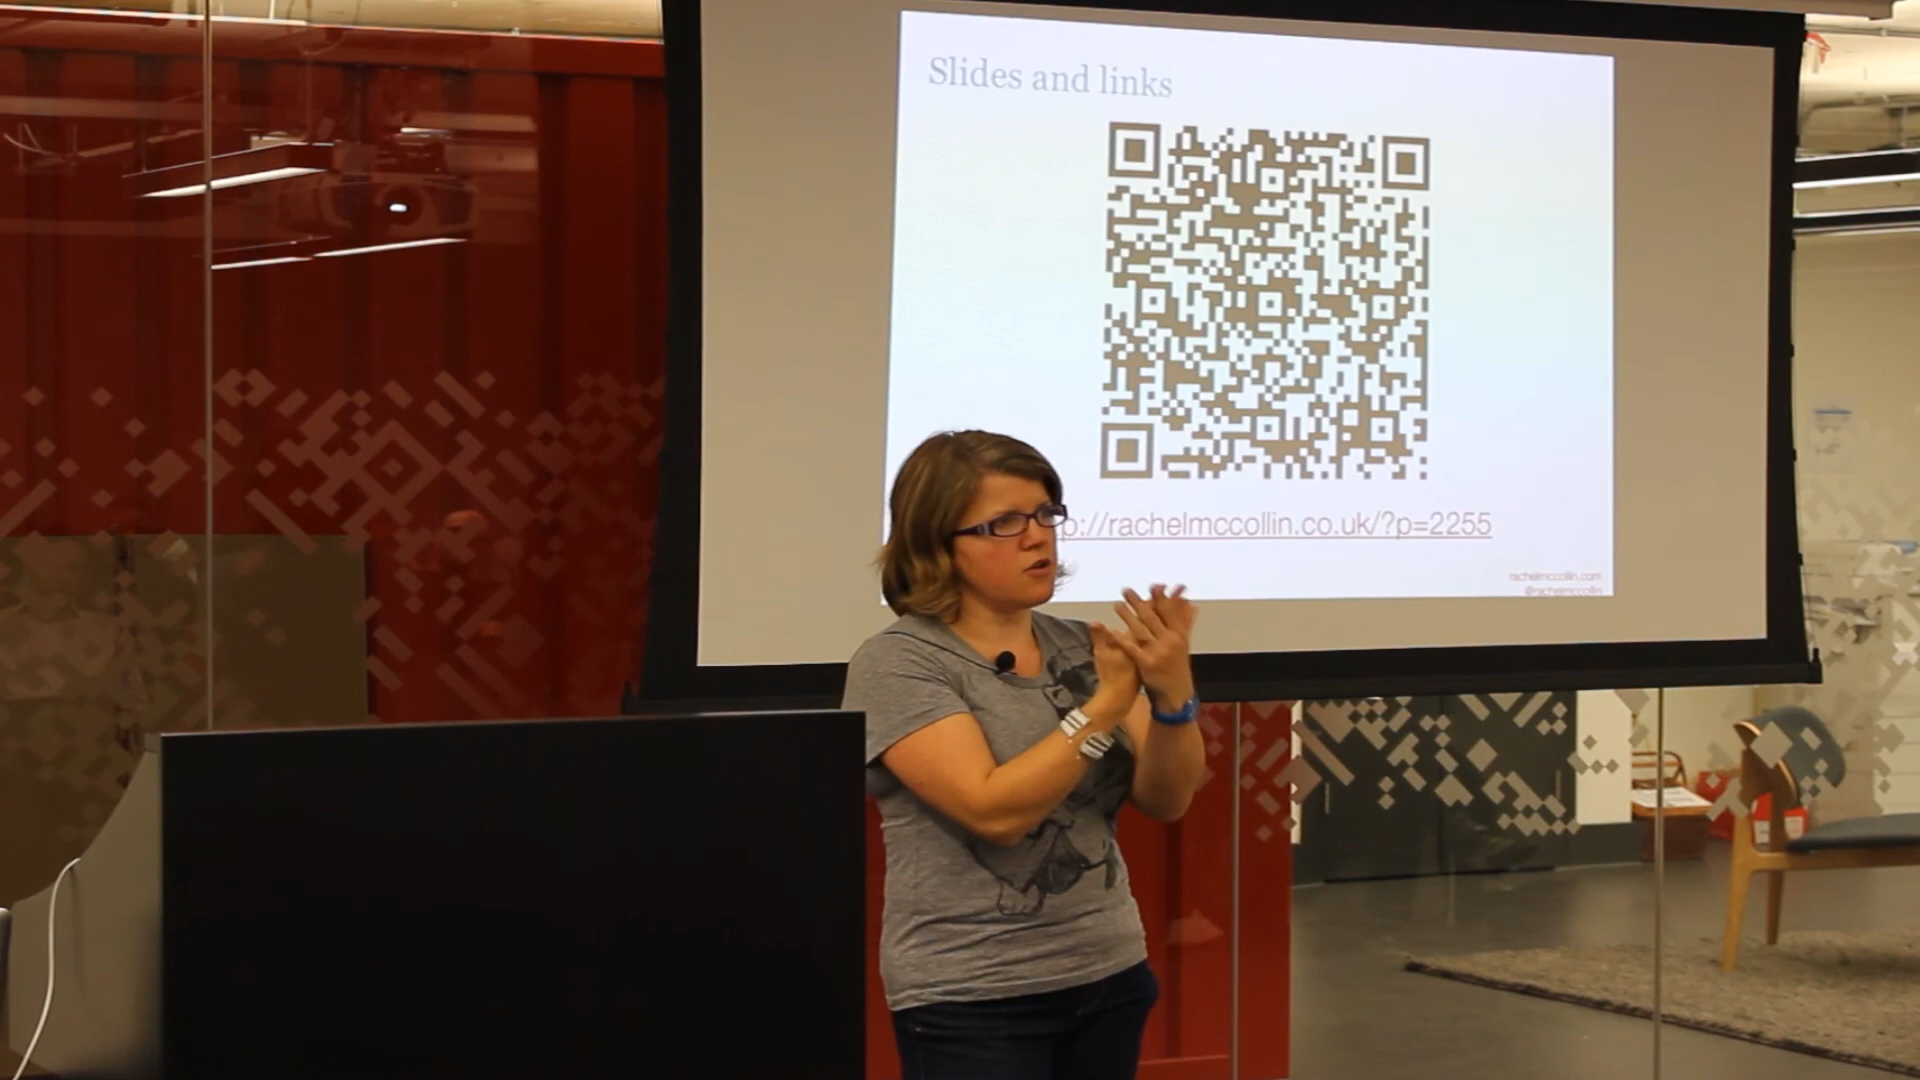 Slides and links
p://rachelmccollin.co.uk/?p=2255
rachelmccollin.com
@rachelmccollin